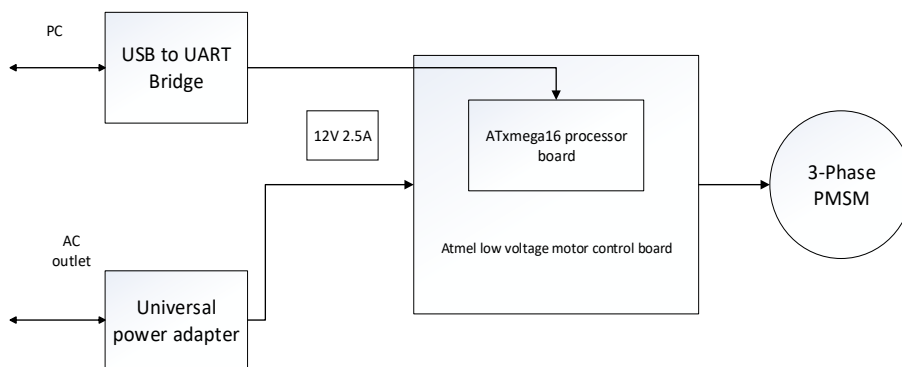 PC
USB to UART
Bridge
12V 2.5A
ATxmega16 processor
board
3-Phase
PMSM
Atmel low voltage motor control board
AC
outlet
Universal
power adapter